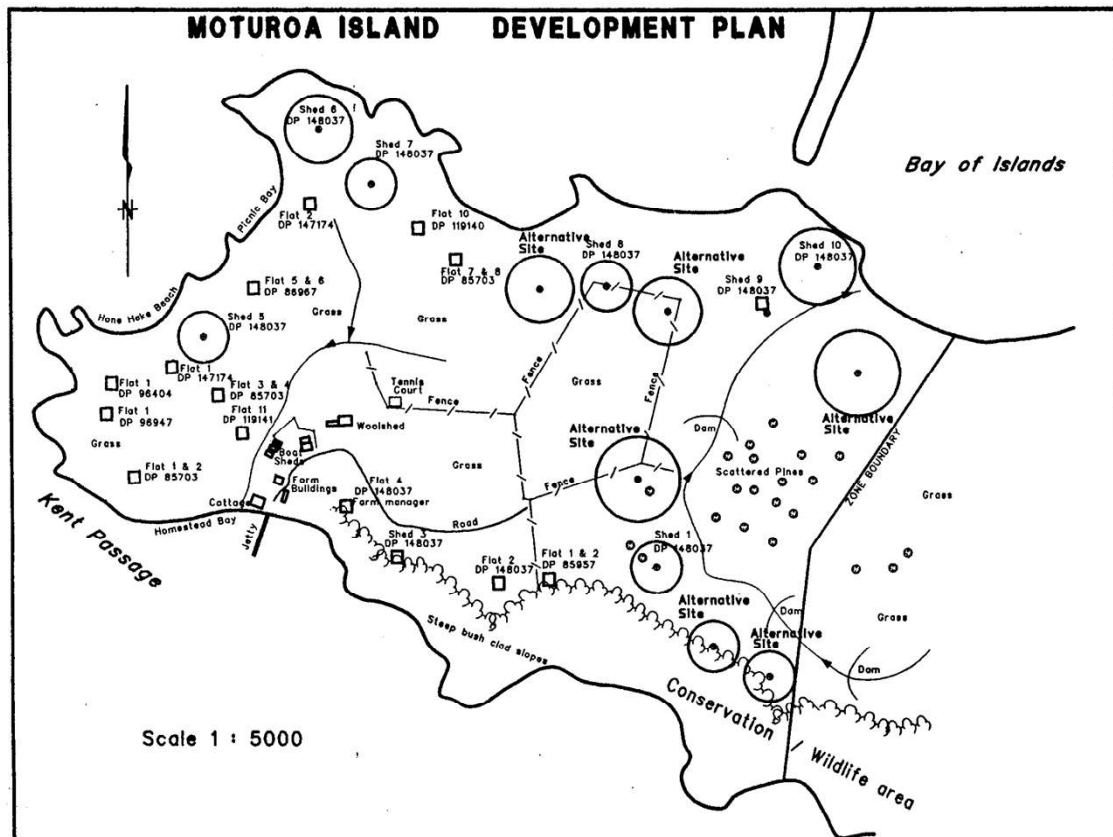 MOTUROA ISLAND DEVELOPMENT PLAN
Shed 6
DP 148037
Shed 7
DP 148037
Bay of Islands
N
Picnic Bay
Flat 2
DP 147174
Flat 10
DP 119140
Alternative
Site
Shed 8
DP 148037
Alternative
Site
Shed 10
DP 148037
Flat 7 & 8
DP 85703
Shed 9
DP 148037
Flat 5 & 6
DP 86967
Hone Heke Beach
Grass
Grass
Shed 5
DP 148037
Fence
Fence
Grass
Flat 1
DP 147174
Flat 1
DP 96404
Flat 3 & 4
DP 85703
Tennis
Court
Fence
Alternative
Site
Flat 1
DP 96947
Flat 11
DP 119141
Woolshed
Dam
Alternative
Site
Grass
Boat
Sheds
Grass
Scattered Pines
ZONE BOUNDARY
Flat 1 & 2
DP 85703
Farm
Buildings
Flat 4
DP 148037
Farm manager
Fence
Grass
Kent Passage
Cottage
Homestead Bay
Jetty
Road
Shed 3
DP 148037
Flat 2
DP 148037
Flat 1 & 2
DP 85957
Shed 1
DP 148037
Alternative
Site
Dam
Grass
Steep bush clad slopes
Alternative
Site
Dam
Conservation / Wildlife area
Scale 1 : 5000